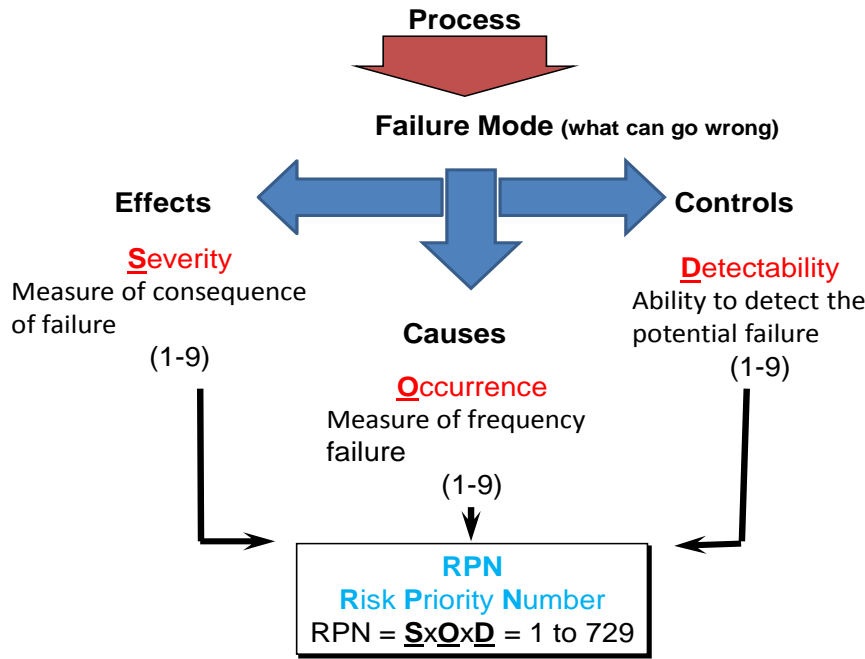 Process
Failure Mode (what can go wrong)
Effects
Severity
Measure of consequence
of failure
(1-9)
Causes
Occurrence
Measure of frequency
failure
(1-9)
Controls
Detectability
Ability to detect the
potential failure
(1-9)
RPN
Risk Priority Number
RPN = SxOxD = 1 to 729